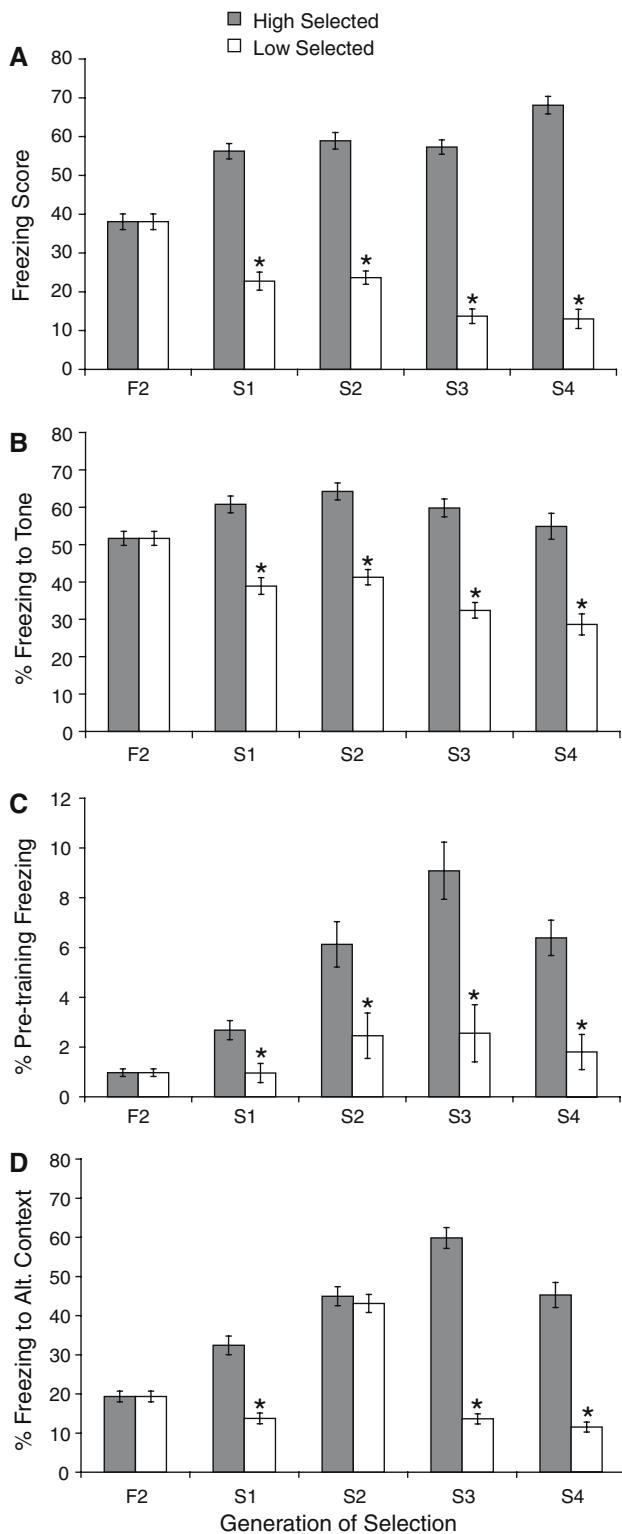 High Selected
Low Selected
A
Freezing Score
80
70
60
50
40
30
20
10
0
* * * *
F2 S1 S2 S3 S4
B
% Freezing to Tone
80
70
60
50
40
30
20
10
0
* * * *
F2 S1 S2 S3 S4
C
% Pre-training Freezing
12
10
8
6
4
2
0
* * * *
F2 S1 S2 S3 S4
D
% Freezing to Alt. Context
80
70
60
50
40
30
20
10
0
* * *
F2 S1 S2 S3 S4
Generation of Selection